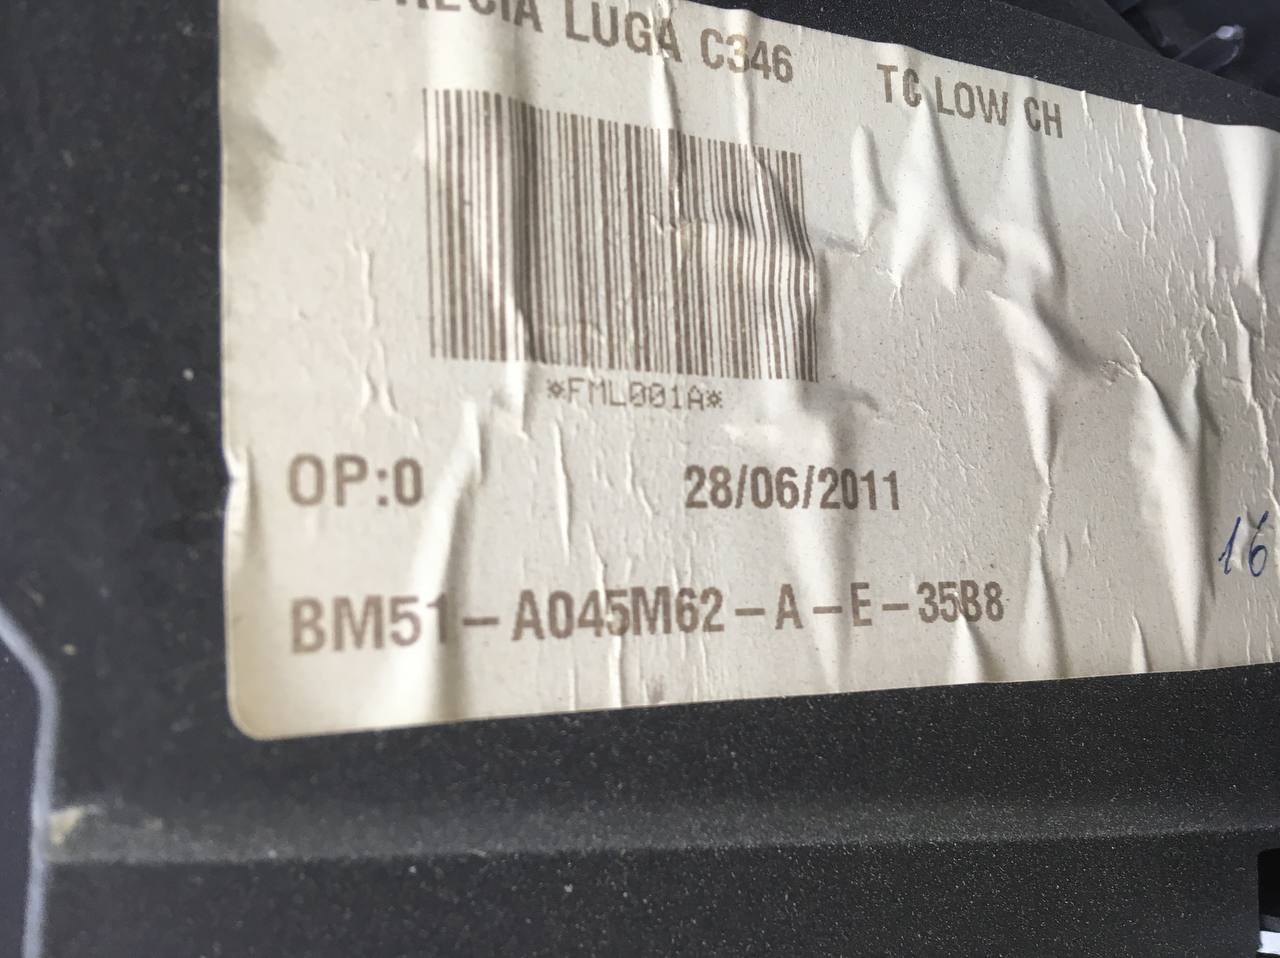 LUGA C346 TC LOW CH
*FML001A*
OP:0 28/06/2011
16
BM51-A045M62-A-E-35B8